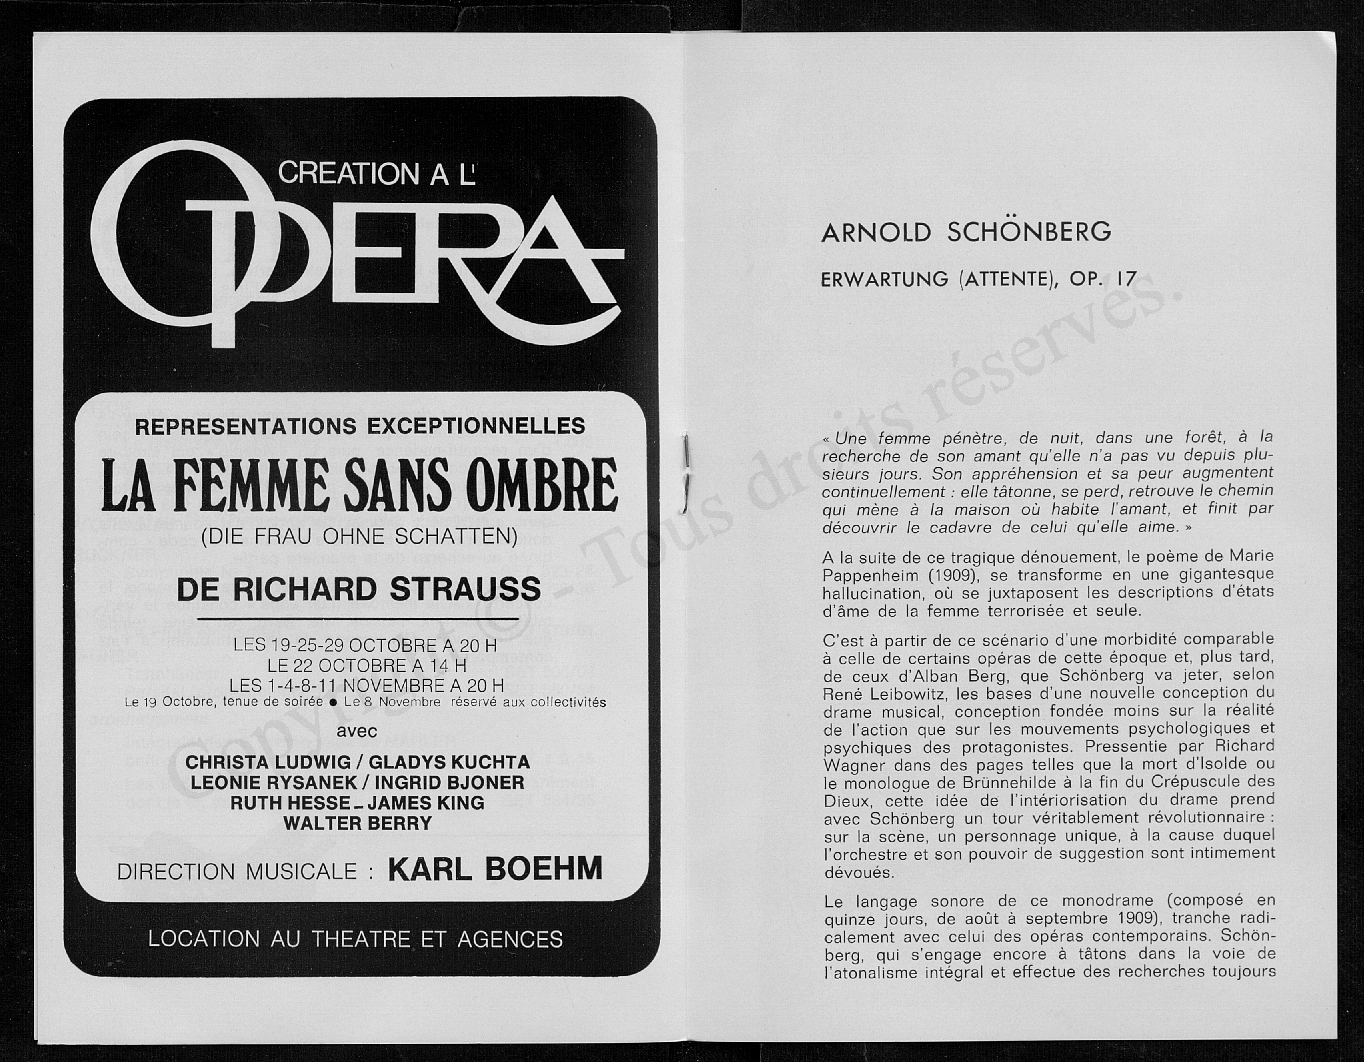 CREATION A L'
OPERA
REPRESENTATIONS EXCEPTIONNELLES
LA FEMME SANS OMBRE
(DIE FRAU OHNE SCHATTEN)
DE RICHARD STRAUSS
LES 19-25-29 OCTOBRE A 20 H
LE 22 OCTOBRE A 14 H
LES 1-4-8-11 NOVEMBRE A 20 H
Le 19 Octobre, tenue de soirée ● Le 8 Novembre réservé aux collectivités
avec
CHRISTA LUDWIG / GLADYS KUCHTA
LEONIE RYSANEK / INGRID BJONER
RUTH HESSE – JAMES KING
WALTER BERRY
DIRECTION MUSICALE : KARL BOEHM
LOCATION AU THEATRE ET AGENCES
ARNOLD SCHÖNBERG
ERWARTUNG (ATTENTE), OP. 17
« Une femme pénètre, de nuit, dans une forêt, à la
recherche de son amant qu'elle n'a pas vu depuis plu-
sieurs jours. Son appréhension et sa peur augmentent
continuellement : elle tâtonne, se perd, retrouve le chemin
qui mène à la maison où habite l'amant, et finit par
découvrir le cadavre de celui qu'elle aime. »
A la suite de ce tragique dénouement, le poème de Marie
Pappenheim (1909), se transforme en une gigantesque
hallucination, où se juxtaposent les descriptions d'états
d'âme de la femme terrorisée et seule.
C'est à partir de ce scénario d'une morbidité comparable
à celle de certains opéras de cette époque et, plus tard,
de ceux d'Alban Berg, que Schönberg va jeter, selon
René Leibowitz, les bases d'une nouvelle conception du
drame musical, conception fondée moins sur la réalité
de l'action que sur les mouvements psychologiques et
psychiques des protagonistes. Pressentie par Richard
Wagner dans des pages telles que la mort d'Isolde ou
le monologue de Brünnehilde à la fin du Crépuscule des
Dieux, cette idée de l'intériorisation du drame prend
avec Schönberg un tour véritablement révolutionnaire :
sur la scène, un personnage unique, à la cause duquel
l'orchestre et son pouvoir de suggestion sont intimement
dévoués.
Le langage sonore de ce monodrame (composé en
quinze jours, de août à septembre 1909), tranche radi-
calement avec celui des opéras contemporains. Schön-
berg, qui s'engage encore à tâtons dans la voie de
l'atonalisme intégral et effectue des recherches toujours
Copyright © - Tous droits réservés.